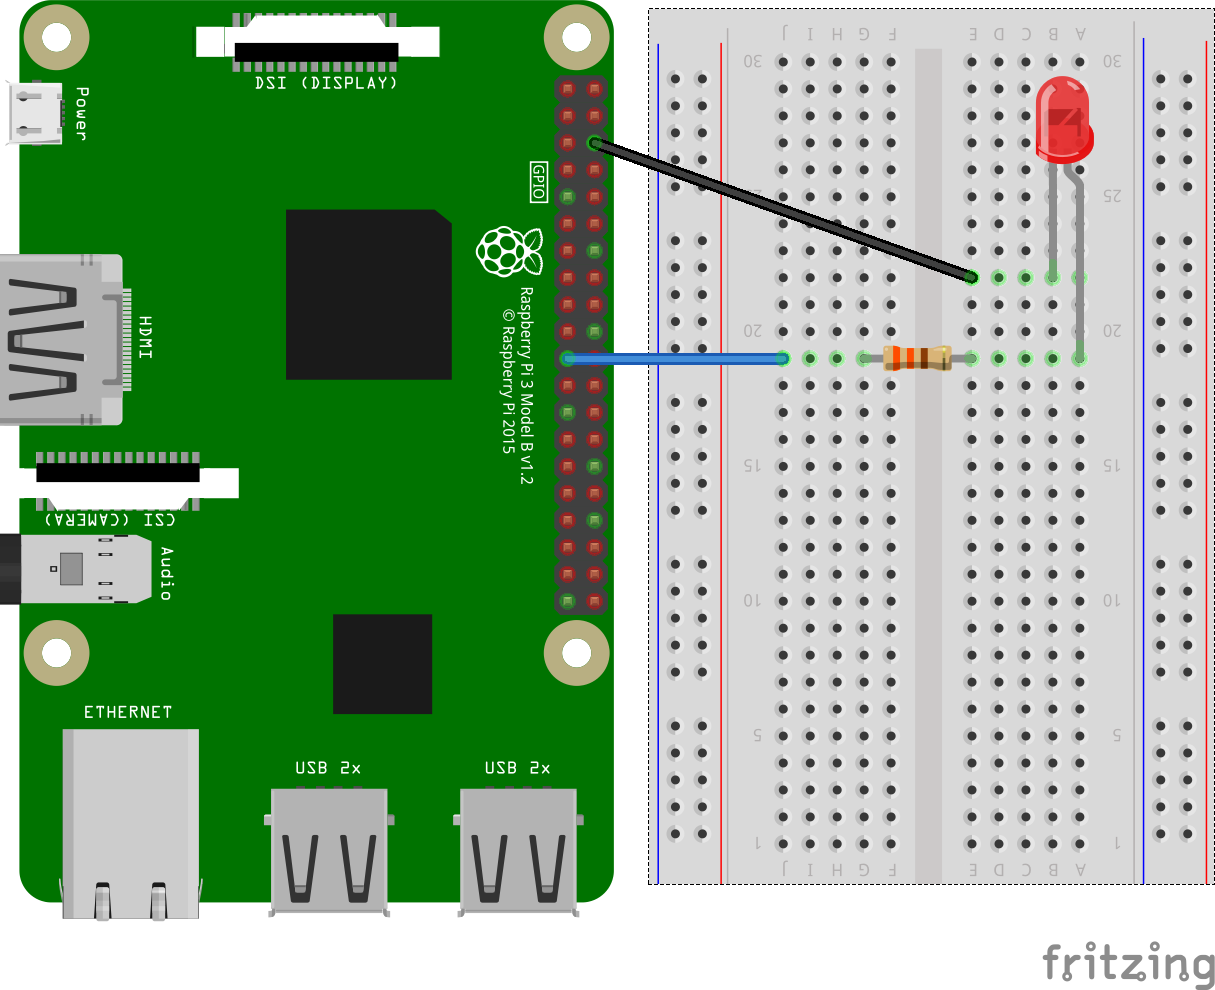 DSI (DISPLAY)
Power
GPIO
Raspberry Pi 3 Model B v1.2
© Raspberry Pi 2015
HDMI
CSI (CAMERA)
Audio
ETHERNET
USB 2x
USB 2x
J I H G F E D C B A
30 30
25 25
20 20
15 15
10 10
5 5
1 1
J I H G F E D C B A
fritzing